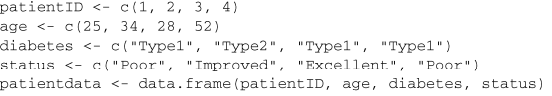 patientID <- c(1, 2, 3, 4)
age <- c(25, 34, 28, 52)
diabetes <- c("Type1", "Type2", "Type1", "Type1")
status <- c("Poor", "Improved", "Excellent", "Poor")
patientdata <- data.frame(patientID, age, diabetes, status)